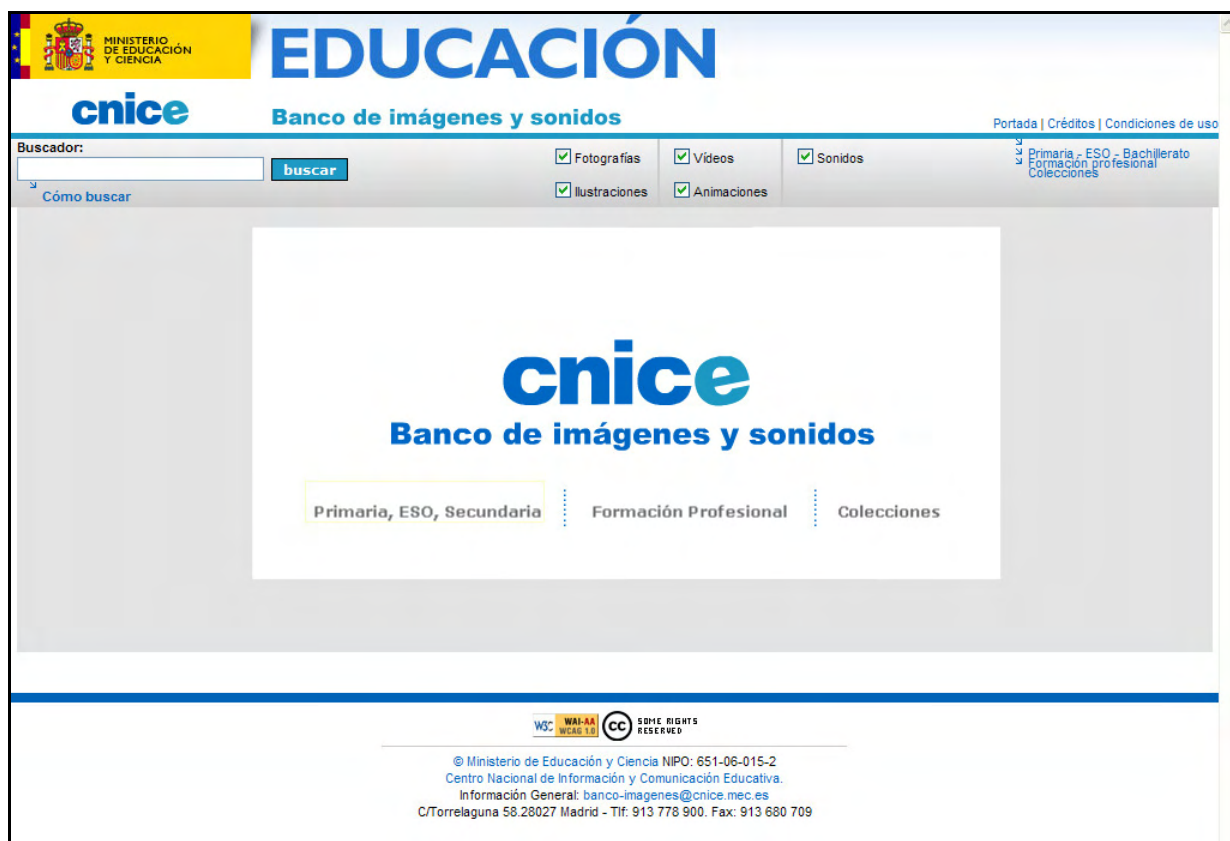 MINISTERIO
DE EDUCACIÓN
Y CIENCIA
EDUCACIÓN
cnice
Banco de imágenes y sonidos
Portada | Créditos | Condiciones de uso
Buscador:
buscar
Cómo buscar
Fotografías
Vídeos
Sonidos
Ilustraciones
Animaciones
Primaria - ESO - Bachillerato
Formación profesional
Colecciones
cnice
Banco de imágenes y sonidos
Primaria, ESO, Secundaria
Formación Profesional
Colecciones
W3C WAI-AA
WCAG 1.0
cc
SOME RIGHTS
RESERVED
© Ministerio de Educación y Ciencia NIPO: 651-06-015-2
Centro Nacional de Información y Comunicación Educativa.
Información General: banco-imagenes@cnice.mec.es
C/Torrelaguna 58.28027 Madrid - Tlf: 913 778 900. Fax: 913 680 709